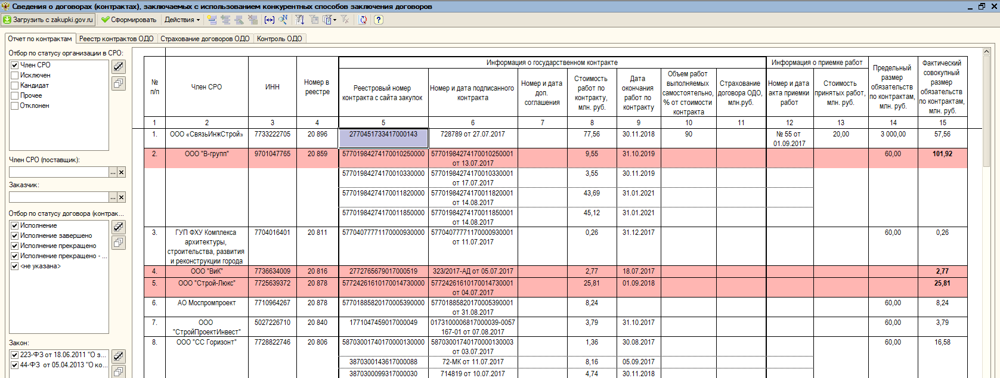 Сведения о договорах (контрактах), заключаемых с использованием конкурентных способов заключения договоров
Загрузить с zakupki.gov.ru
Сформировать
Действия
Отчет по контрактам
Реестр контрактов ОДО
Страхование договоров ОДО
Контроль ОДО
Отбор по статусу организации в СРО:
Член СРО
Исключен
Кандидат
Прочее
Отклонен
Член СРО (поставщик):
Заказчик:
Отбор по статусу договора (контрак...
Исполнение
Исполнение завершено
Исполнение прекращено
Исполнение прекращено - ...
<не указана>
Закон:
223-ФЗ от 18.06.2011 "О з...
44-ФЗ от 05.04.2013 "О ко...
№
п/п
Член СРО
ИНН
Номер в
реестре
Информация о государственном контракте
Реестровый номер
контракта с сайта закупок
Номер и дата подписанного
контракта
Номер и дата
доп.
соглашения
Стоимость
работ по
контракту,
млн. руб.
Дата
окончания
работ по
контракту
Объем работ
выполняемых
самостоятельно,
% от стоимости
контракта
Страхование
договора ОДО,
млн.руб.
Информация о приемке работ
Номер и дата
акта приемки
работ
Стоимость
принятых работ,
млн. руб.
Предельный
размер
обязательств
по контрактам,
млн. руб.
Фактический
совокупный
размер
обязательств
по контрактам,
млн. руб.
1 2 3 4 5 6 7 8 9 10 11 12 13 14 15
1. ООО «СвязьИнжСтрой» 7733222705 20 896 2770451733417000143 728789 от 27.07.2017 77,56 30.11.2018 90 № 55 от 20,00 3 000,00 57,56
01.09.2017
2. ООО "В-групп" 9701047765 20 859 57701984274170010250000 57701984274170010250001 9,55 31.10.2019 60,00 101,92
от 13.07.2017
57701984274170010330000 57701984274170010330001 3,55 30.11.2019
от 17.07.2017
57701984274170011820000 57701984274170011820001 43,69 31.01.2021
от 14.08.2017
57701984274170011850000 57701984274170011850001 45,12 31.01.2021
от 14.08.2017
3. ГУП ФХУ Комплекса 7704016401 20 811 57704077771170000930000 57704077771170000930001 0,26 31.12.2017 60,00 0,26
архитектуры, от 11.07.2017
строительства, развития
и реконструкции города
4. ООО "ВиК" 7736634009 20 816 2772765679017000519 323/2017-АД от 05.07.2017 2,77 18.07.2017 2,77
5. ООО "Строй-Люкс" 7725639372 20 878 57724261610170014730000 57724261610170014730001 25,81 01.09.2018 25,81
от 04.07.2017
6. АО Моспромпроект 7710964267 20 878 57701885820170005390000 57701885820170005390001 8,24 60,00 8,24
от 31.08.2017
7. ООО 5027226710 20 840 1771047459017000049 0173100006817000039-0057 3,79 31.10.2017 60,00 3,79
"СтройПроектИнвест" 167-01 от 07.08.2017
8. ООО "СС Горизонт" 7728822746 20 806 58703001740170000130000 58703001740170000130003 1,36 30.08.2017 60,00 16,58
от 03.07.2017
3870300143617000088 72-МК от 11.07.2017 8,16 05.09.2017
3870300099317000030 714819 от 10.07.2017 4,74 30.11.2018